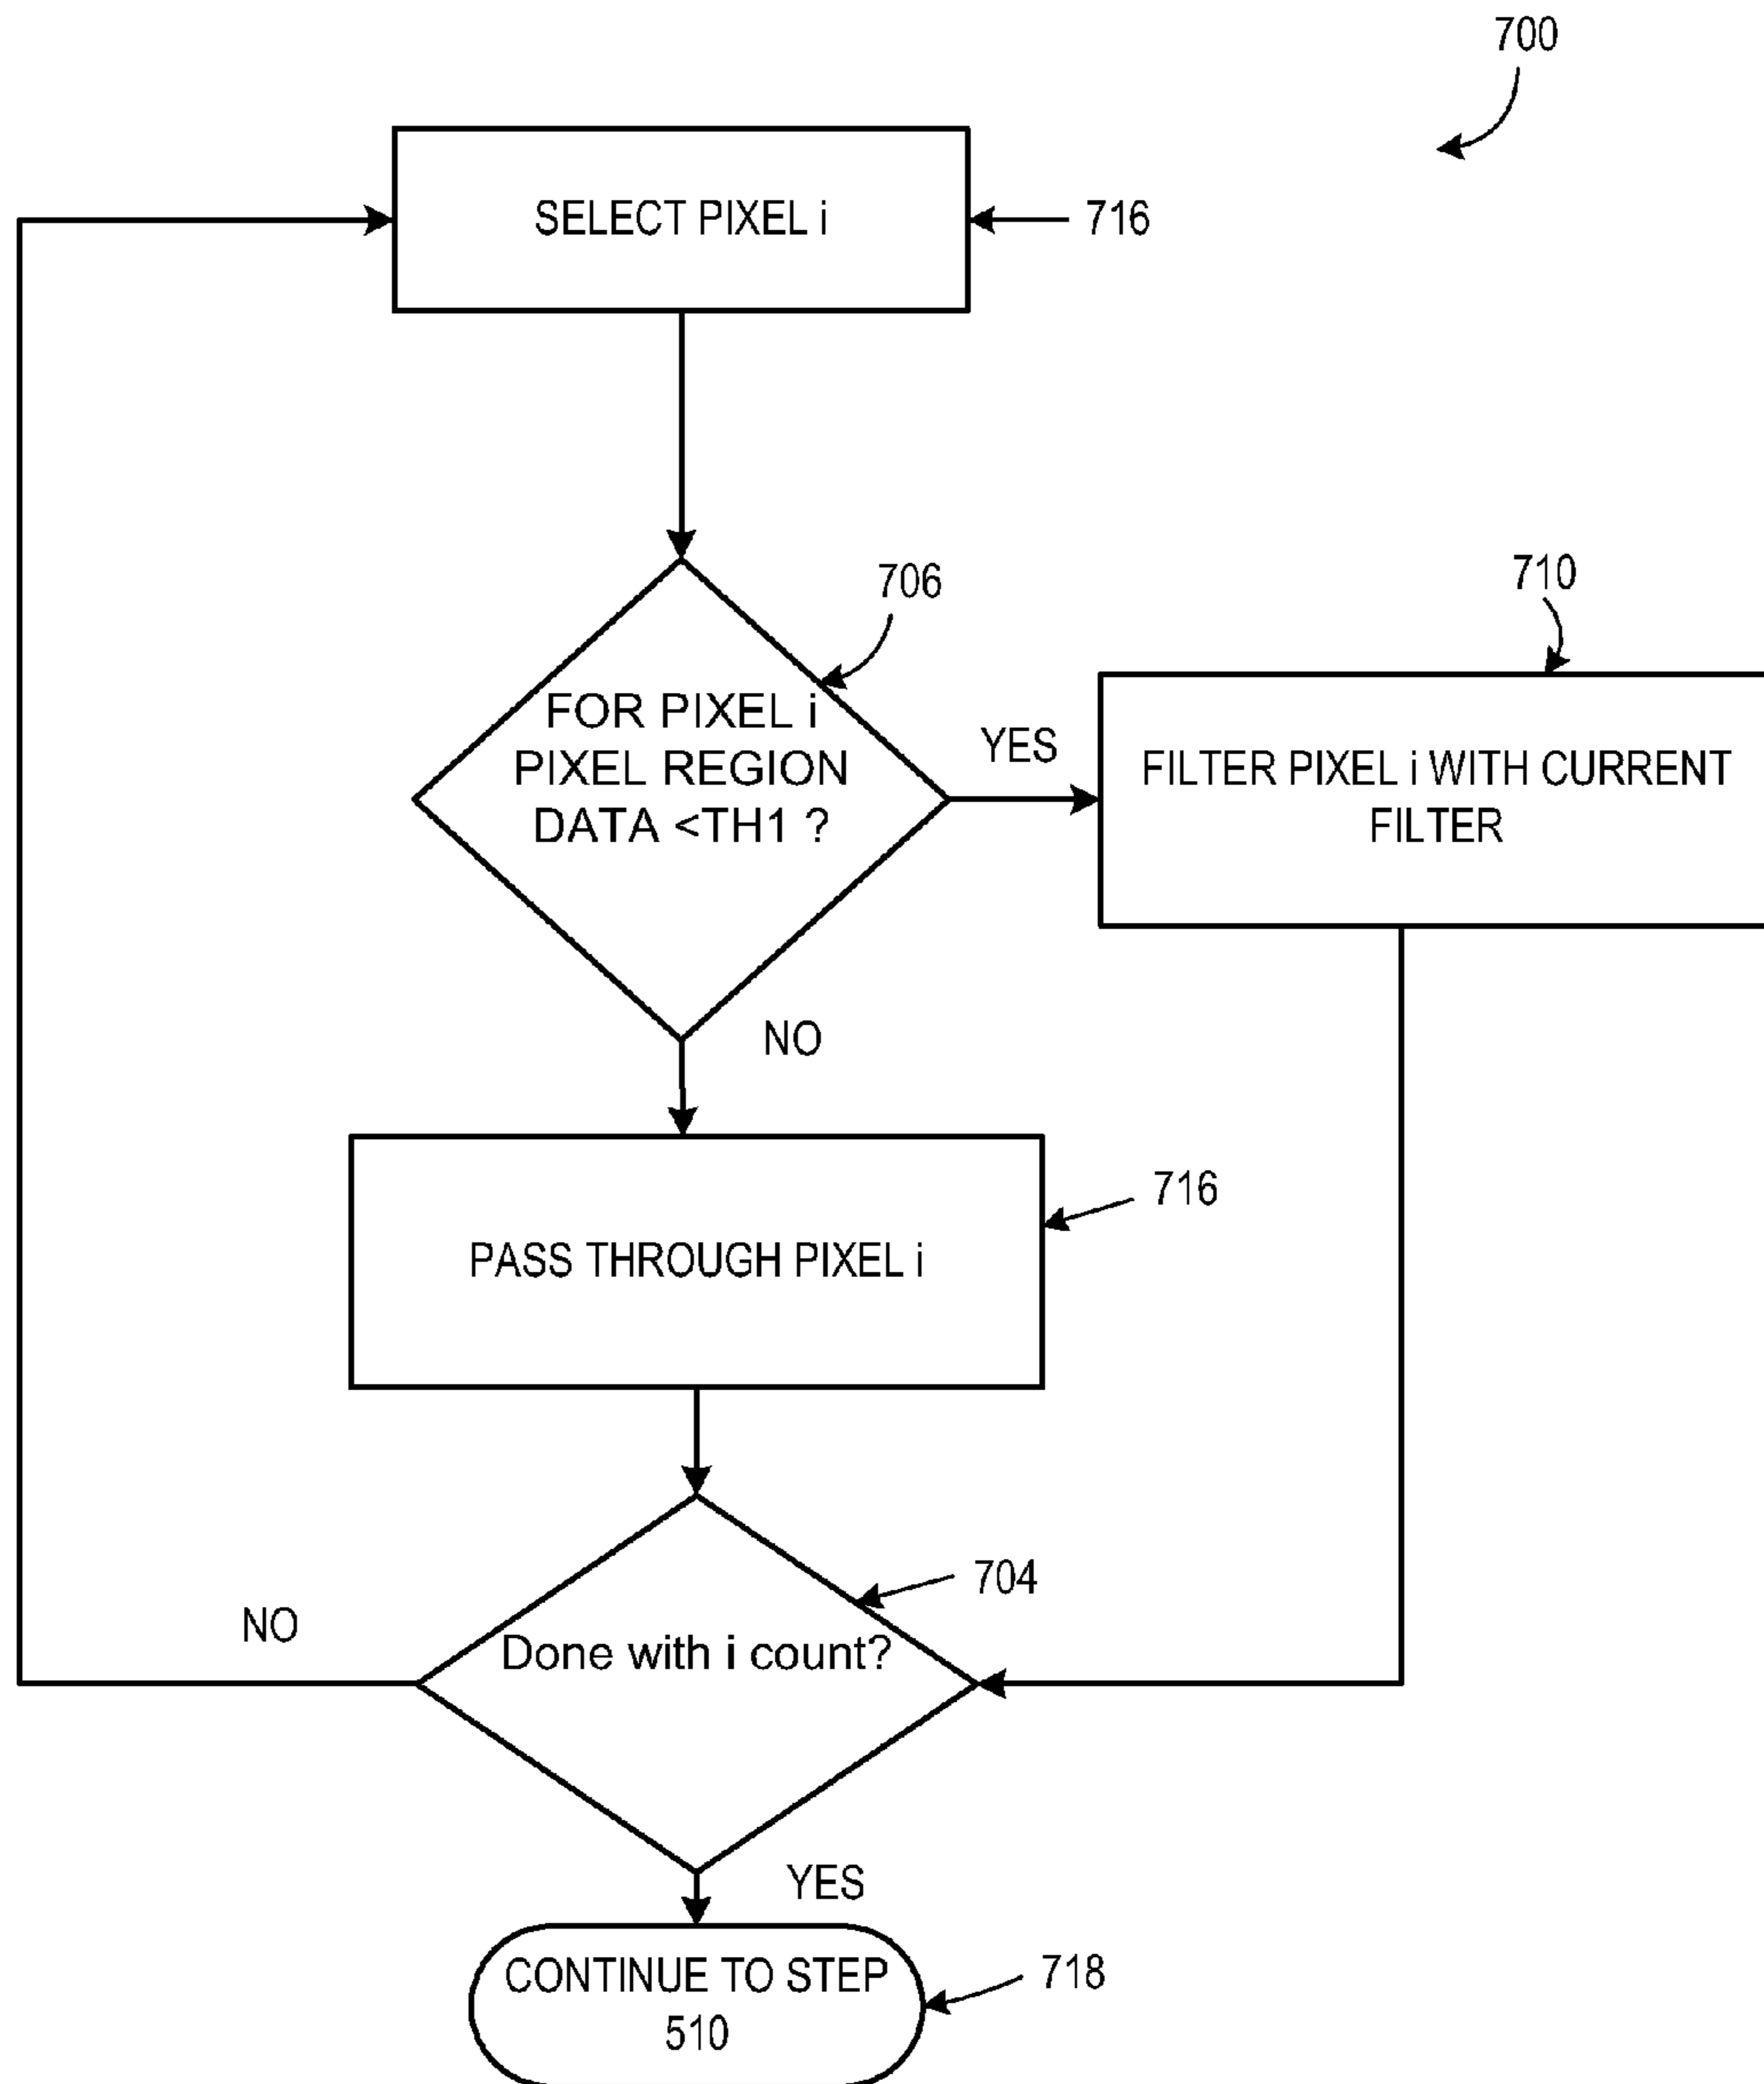 700
SELECT PIXEL i
716
706
FOR PIXEL i
PIXEL REGION
DATA <TH1 ?
YES
710
FILTER PIXEL i WITH CURRENT
FILTER
NO
716
PASS THROUGH PIXEL i
704
Done with i count?
NO
YES
CONTINUE TO STEP
510
718